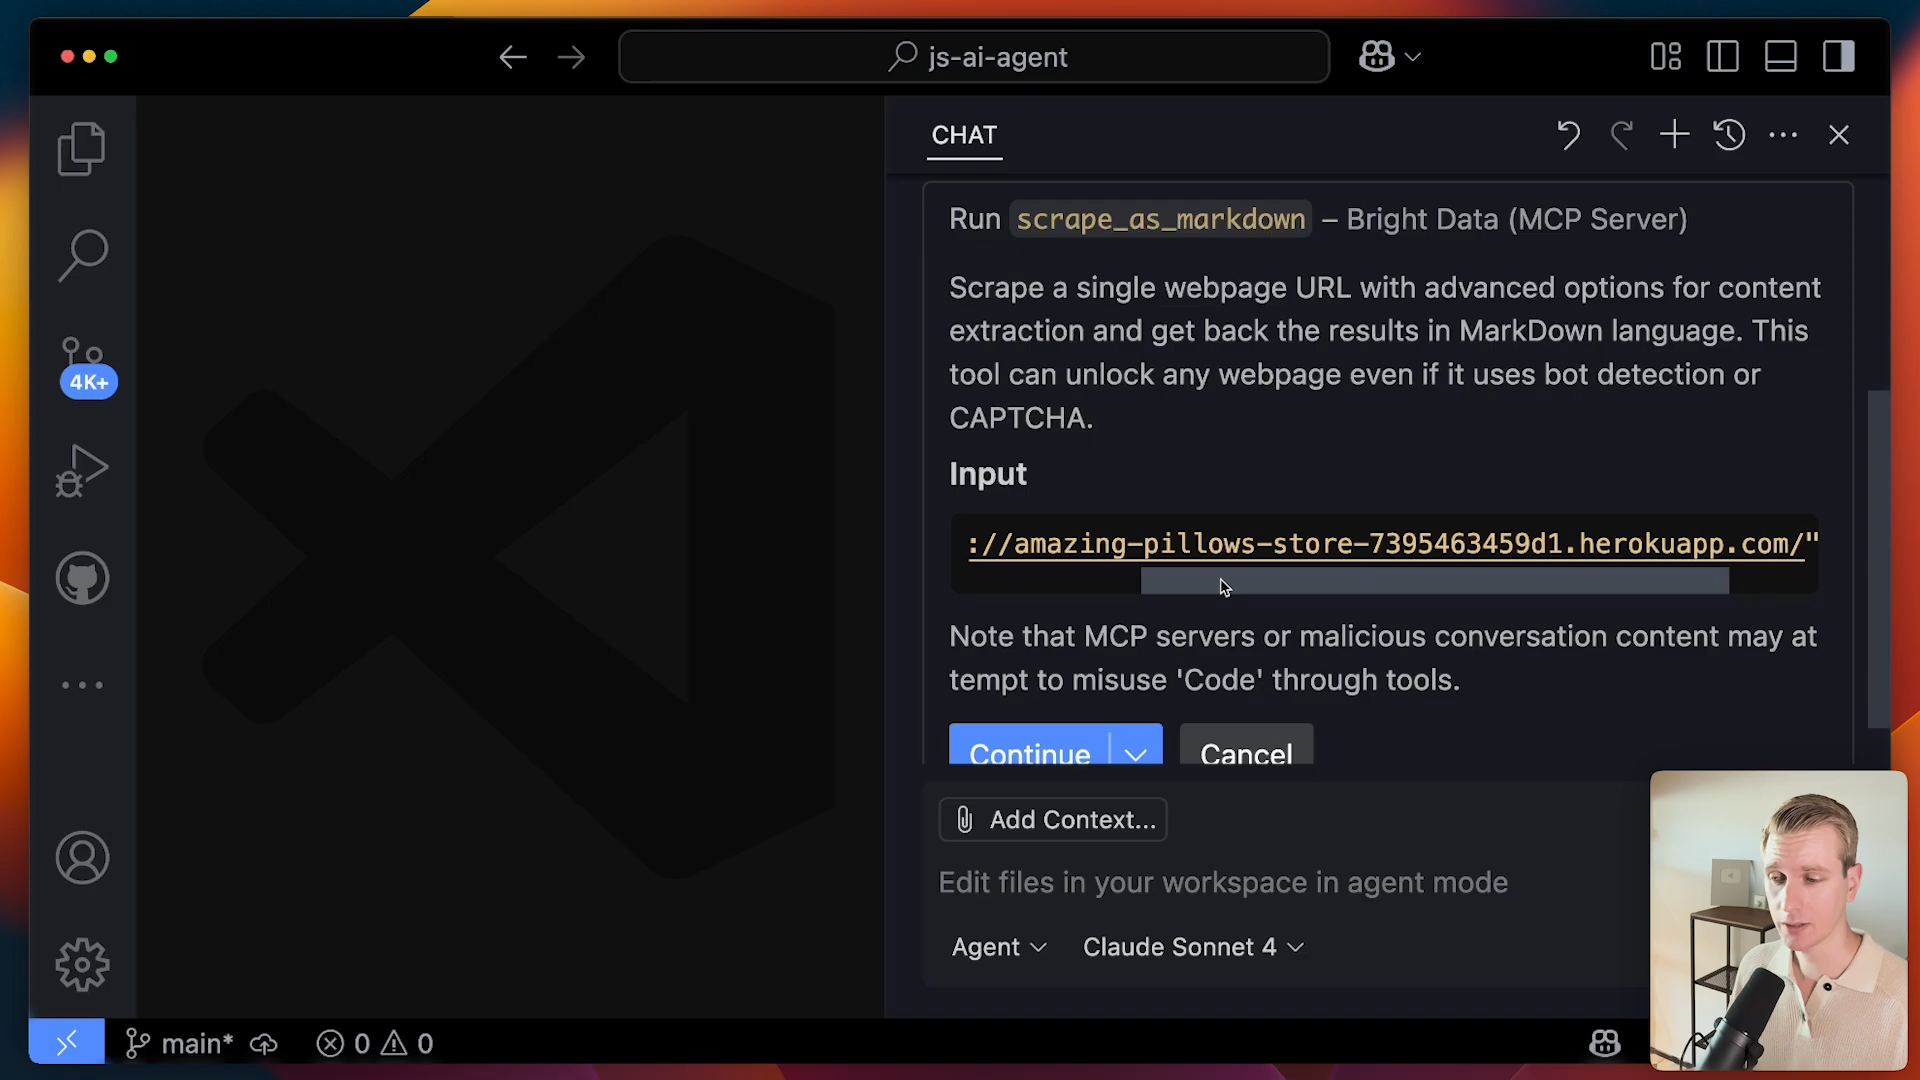 js-ai-agent
CHAT
Run scrape_as_markdown – Bright Data (MCP Server)
Scrape a single webpage URL with advanced options for content
extraction and get back the results in MarkDown language. This
tool can unlock any webpage even if it uses bot detection or
CAPTCHA.
Input
://amazing-pillows-store-7395463459d1.herokuapp.com/"
Note that MCP servers or malicious conversation content may at
tempt to misuse 'Code' through tools.
Continue Cancel
4K+
Add Context...
Edit files in your workspace in agent mode
Agent Claude Sonnet 4
main* 0 0